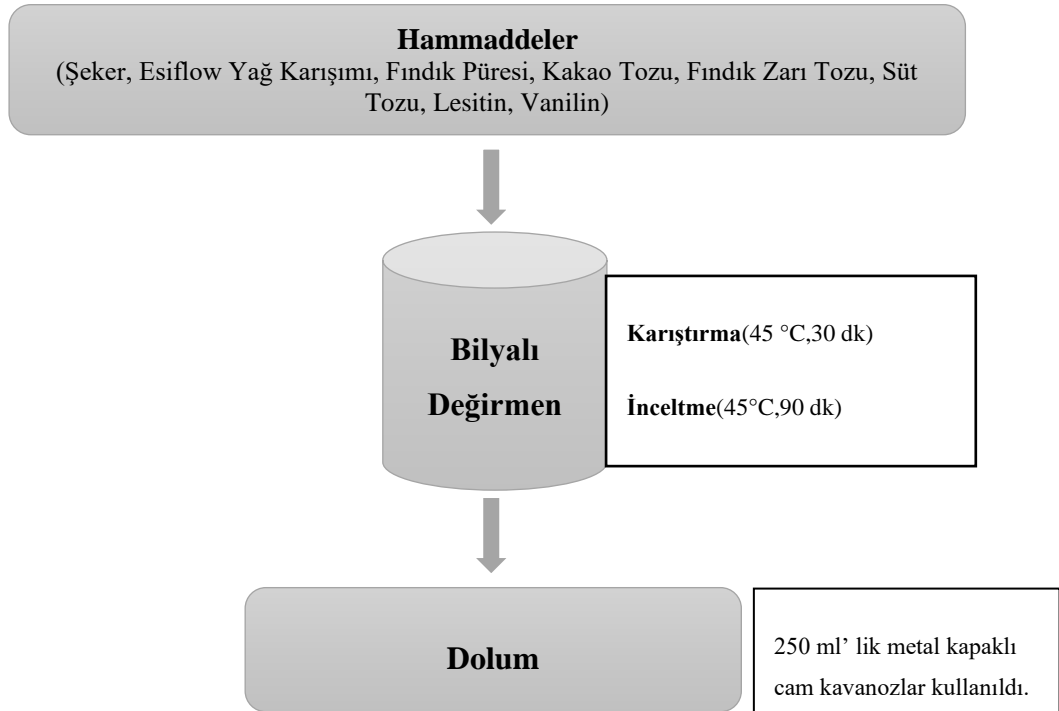 Hammaddeler
(Şeker, Esiflow Yağ Karışımı, Fındık Püresi, Kakao Tozu, Fındık Zarı Tozu, Süt
Tozu, Lesitin, Vanilin)
Bilyalı
Değirmen
Karıştırma(45 °C,30 dk)
İnceltme(45°C,90 dk)
Dolum
250 ml’ lik metal kapaklı
cam kavanozlar kullanıldı.